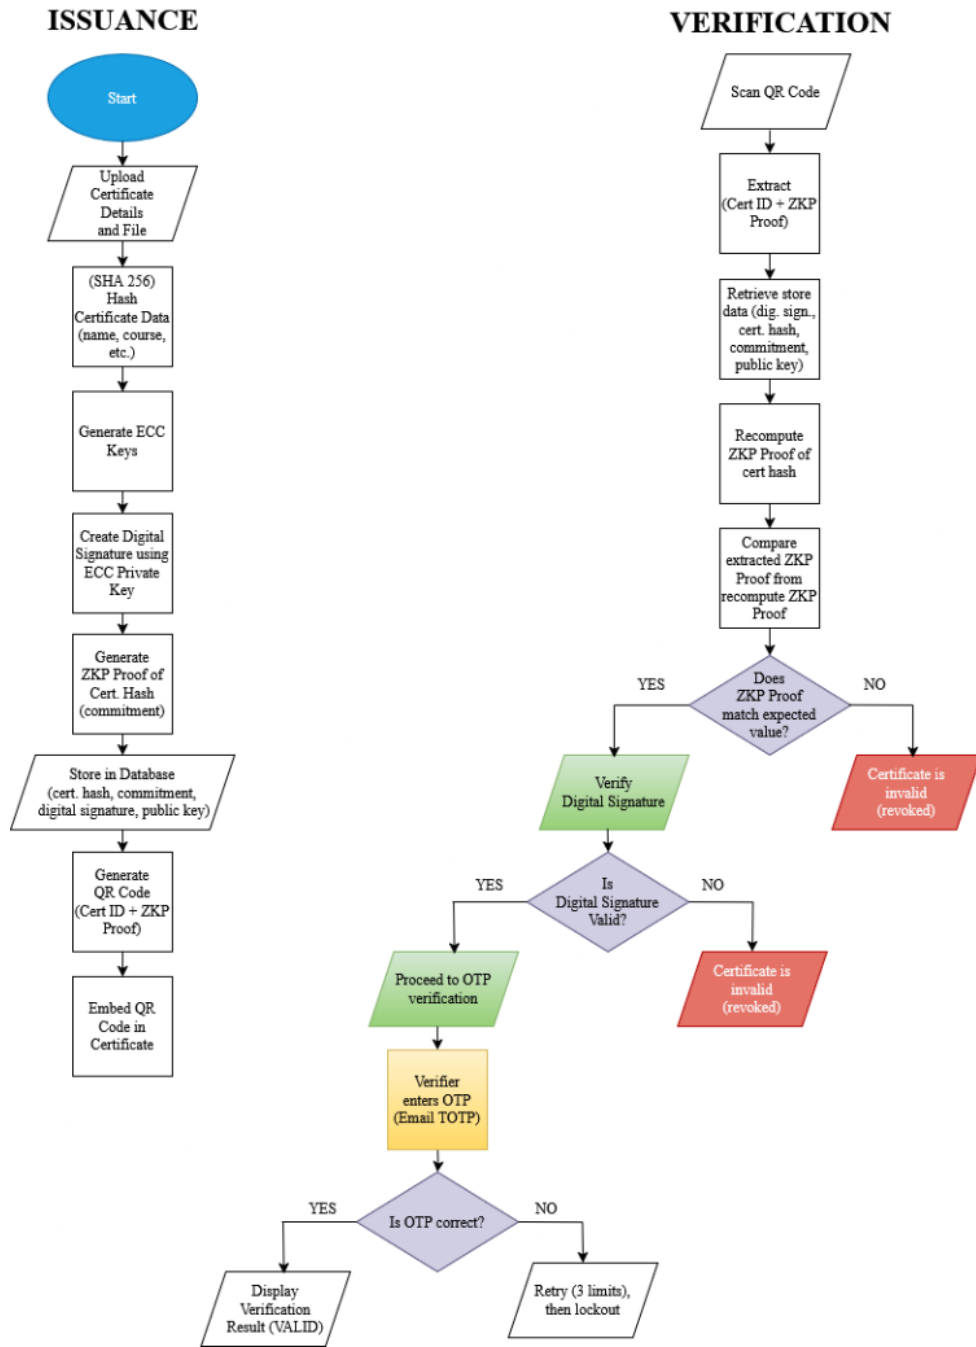 ISSUANCE
Start
Upload
Certificate
Details
and File
(SHA 256)
Hash
Certificate Data
(name, course,
etc.)
Generate ECC
Keys
Create Digital
Signature using
ECC Private
Key
Generate
ZKP Proof of
Cert. Hash
(commitment)
Store in Database
(cert. hash, commitment,
digital signature, public key)
Generate
QR Code
(Cert ID + ZKP
Proof)
Embed QR
Code in
Certificate
VERIFICATION
Scan QR Code
Extract
(Cert ID + ZKP
Proof)
Retrieve store
data (dig. sign.,
cert. hash,
commitment,
public key)
Recompute
ZKP Proof of
cert hash
Compare
extracted ZKP
Proof from
recompute ZKP
Proof
Does
ZKP Proof
match expected
value?
YES
NO
Verify
Digital Signature
Certificate is
invalid
(revoked)
Is
Digital Signature
Valid?
YES
NO
Proceed to OTP
verification
Certificate is
invalid
(revoked)
Verifier
enters OTP
(Email TOTP)
Is OTP correct?
YES
NO
Display
Verification
Result (VALID)
Retry (3 limits),
then lockout